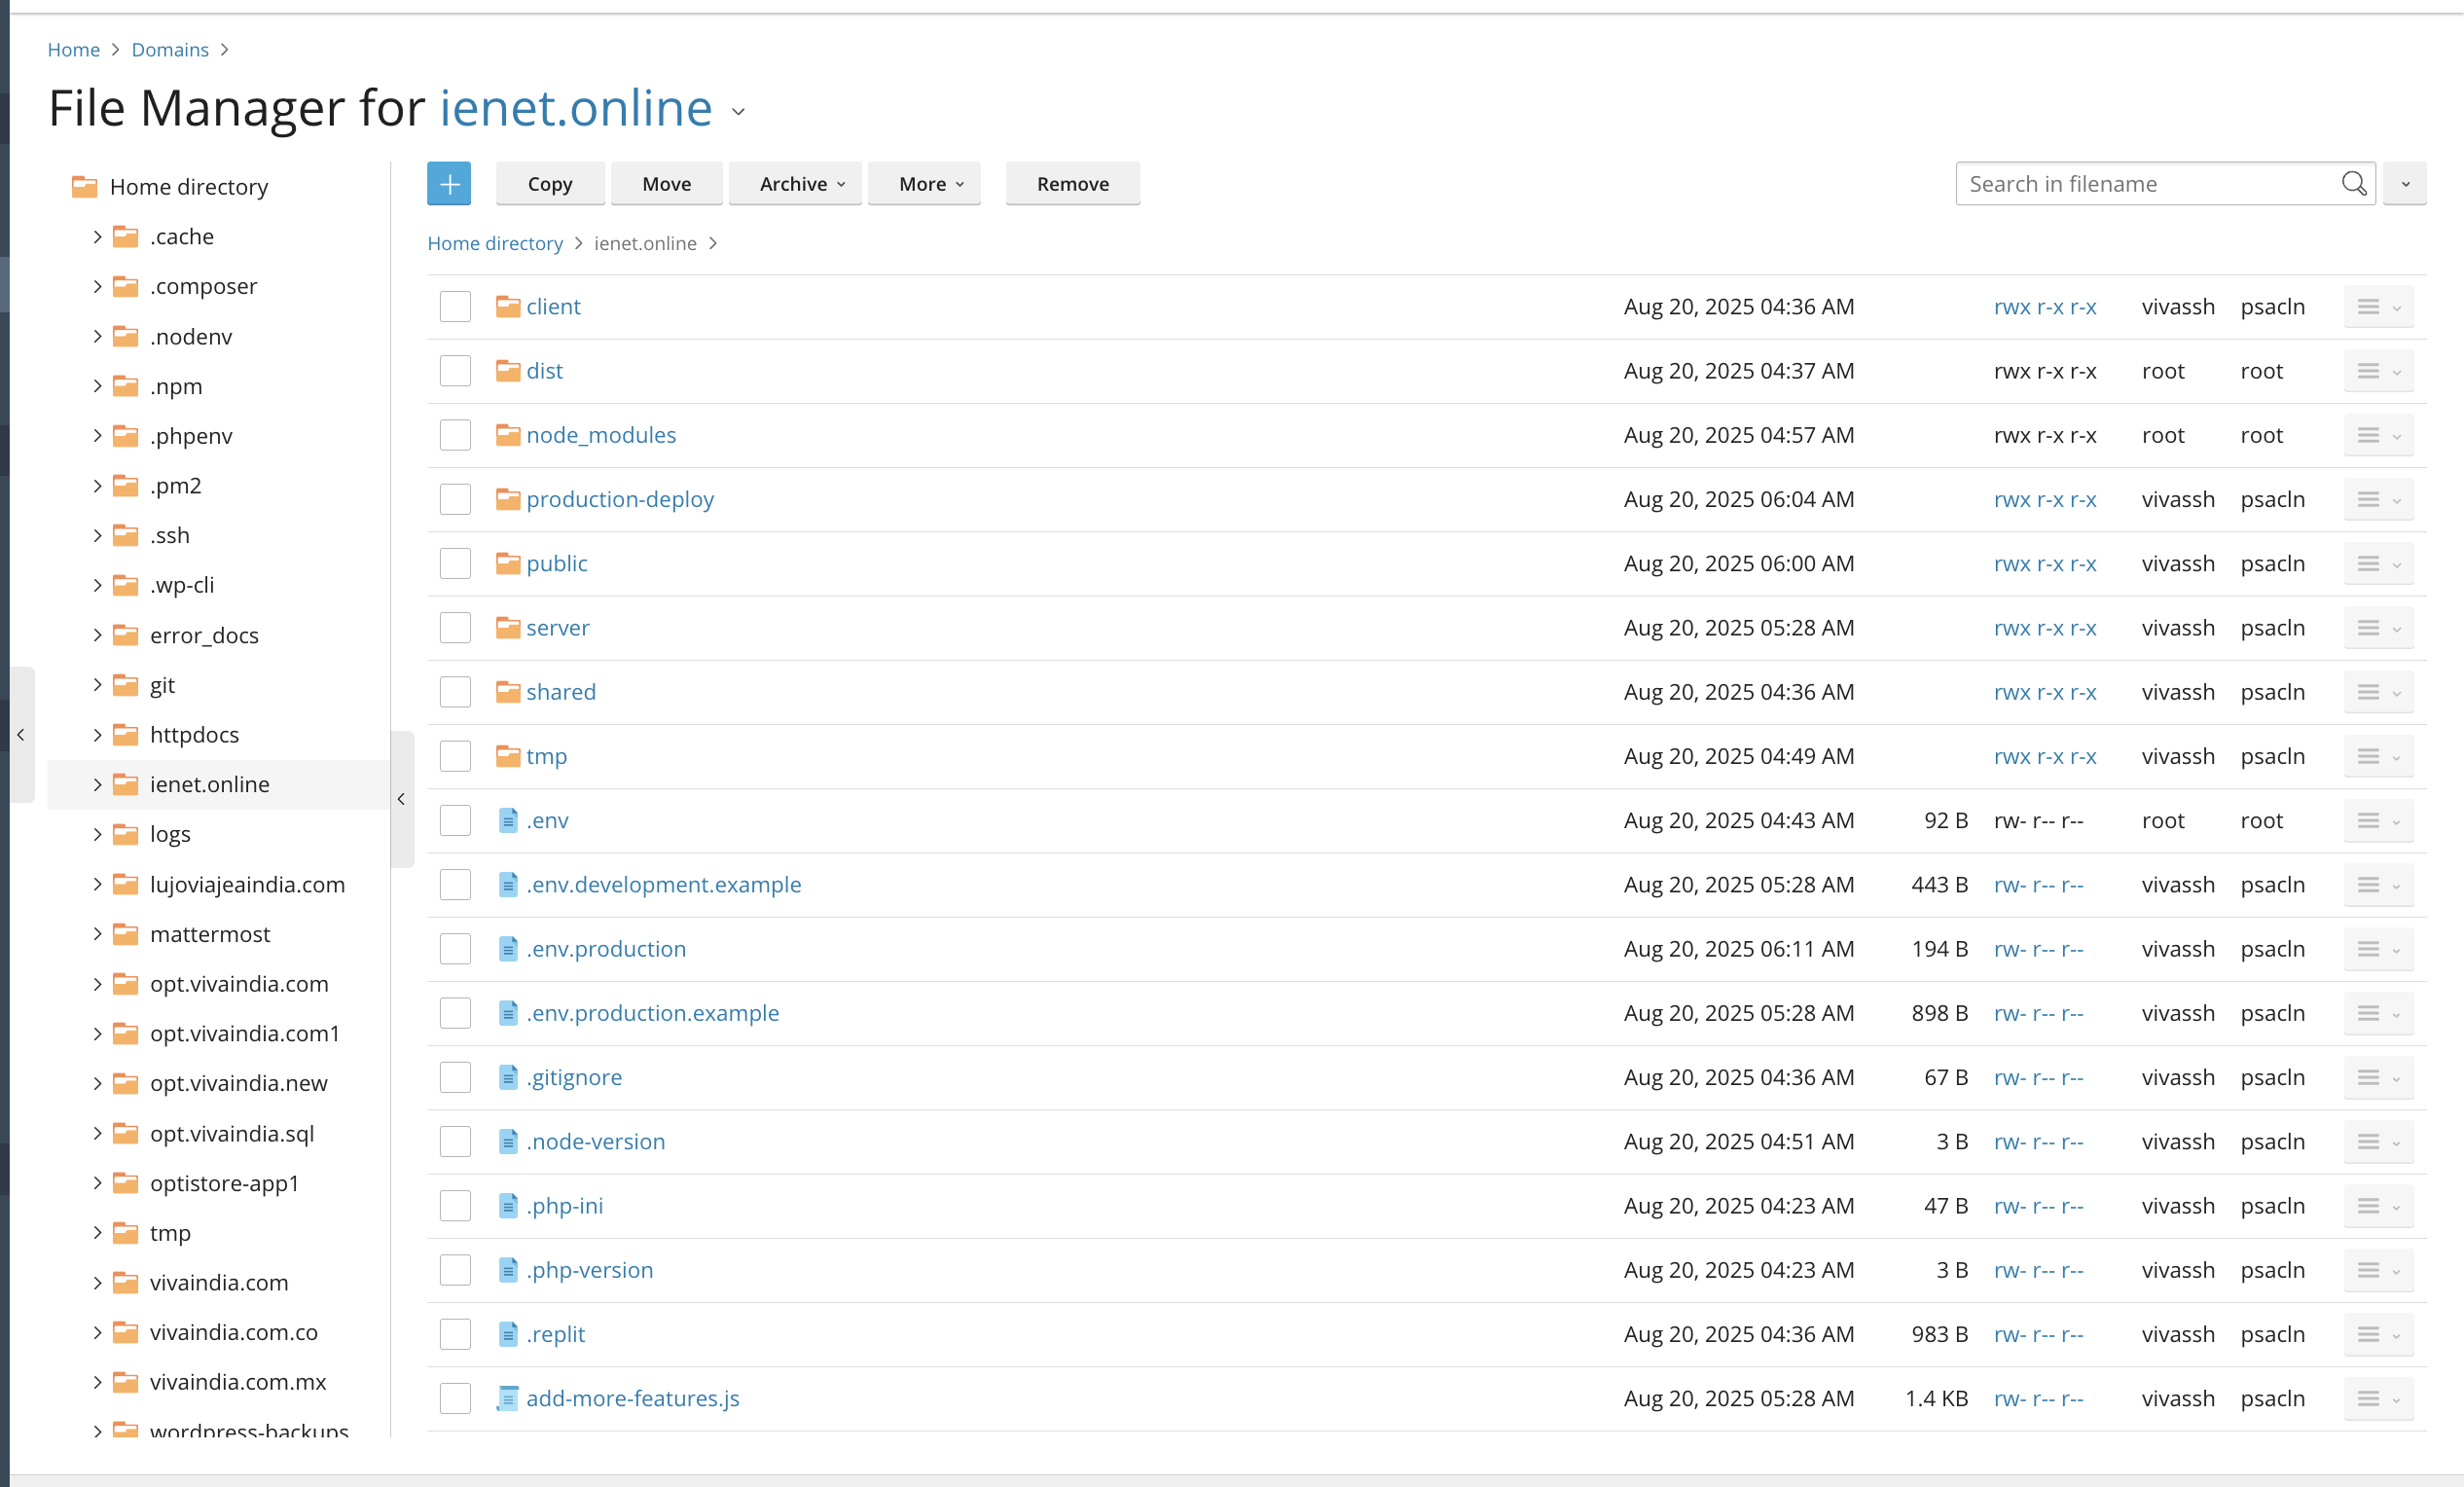 Home > Domains >
File Manager for ienet.online
Home directory
.cache
.composer
.nodenv
.npm
.phpenv
.pm2
.ssh
.wp-cli
error_docs
git
httpdocs
ienet.online
logs
lujoviajeaindia.com
mattermost
opt.vivaindia.com
opt.vivaindia.com1
opt.vivaindia.new
opt.vivaindia.sql
optistore-app1
tmp
vivaindia.com
vivaindia.com.co
vivaindia.com.mx
wordpress-backups
Copy Move Archive More Remove Search in filename
Home directory > ienet.online >
client Aug 20, 2025 04:36 AM rwx r-x r-x vivassh psacln
dist Aug 20, 2025 04:37 AM rwx r-x r-x root root
node_modules Aug 20, 2025 04:57 AM rwx r-x r-x root root
production-deploy Aug 20, 2025 06:04 AM rwx r-x r-x vivassh psacln
public Aug 20, 2025 06:00 AM rwx r-x r-x vivassh psacln
server Aug 20, 2025 05:28 AM rwx r-x r-x vivassh psacln
shared Aug 20, 2025 04:36 AM rwx r-x r-x vivassh psacln
tmp Aug 20, 2025 04:49 AM rwx r-x r-x vivassh psacln
.env Aug 20, 2025 04:43 AM 92 B rw- r-- r-- root root
.env.development.example Aug 20, 2025 05:28 AM 443 B rw- r-- r-- vivassh psacln
.env.production Aug 20, 2025 06:11 AM 194 B rw- r-- r-- vivassh psacln
.env.production.example Aug 20, 2025 05:28 AM 898 B rw- r-- r-- vivassh psacln
.gitignore Aug 20, 2025 04:36 AM 67 B rw- r-- r-- vivassh psacln
.node-version Aug 20, 2025 04:51 AM 3 B rw- r-- r-- vivassh psacln
.php-ini Aug 20, 2025 04:23 AM 47 B rw- r-- r-- vivassh psacln
.php-version Aug 20, 2025 04:23 AM 3 B rw- r-- r-- vivassh psacln
.replit Aug 20, 2025 04:36 AM 983 B rw- r-- r-- vivassh psacln
add-more-features.js Aug 20, 2025 05:28 AM 1.4 KB rw- r-- r-- vivassh psacln